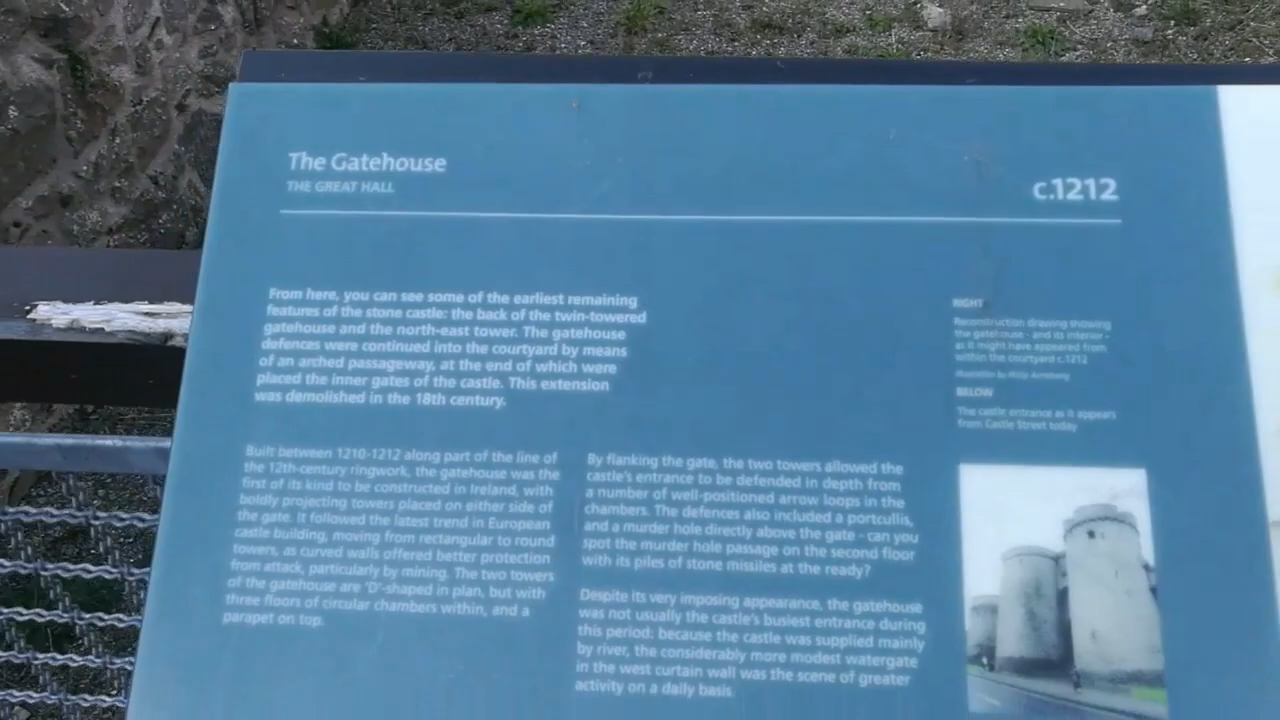 The Gatehouse
THE GREAT HALL
c.1212
From here, you can see some of the earliest remaining
features of the stone castle: the back of the twin-towered
gatehouse and the north-east tower. The gatehouse
defences were continued into the courtyard by means
of an arched passageway, at the end of which were
placed the inner gates of the castle. This extension
was demolished in the 18th century.
Built between 1210-1212 along part of the line of
the 12th-century ringwork, the gatehouse was the
first of its kind to be constructed in Ireland, with
boldly projecting towers placed on either side of
the gate. It followed the latest trend in European
castle building, moving from rectangular to round
towers, as curved walls offered better protection
from attack, particularly by mining. The two towers
of the gatehouse are 'D'-shaped in plan, but with
three floors of circular chambers within, and a
parapet on top.
By flanking the gate, the two towers allowed the
castle's entrance to be defended in depth from
a number of well-positioned arrow loops in the
chambers. The defences also included a portcullis,
and a murder hole directly above the gate - can you
spot the murder hole passage on the second floor
with its piles of stone missiles at the ready?
Despite its very imposing appearance, the gatehouse
was not usually the castle's busiest entrance during
this period: because the castle was supplied mainly
by river, the considerably more modest watergate
in the west curtain wall was the scene of greater
activity on a daily basis.
RIGHT
Reconstruction drawing showing
the gatehouse - and its interior -
as it might have appeared from
within the courtyard c.1212
Illustration by Philip Armstrong
BELOW
The castle entrance as it appears
from Castle Street today